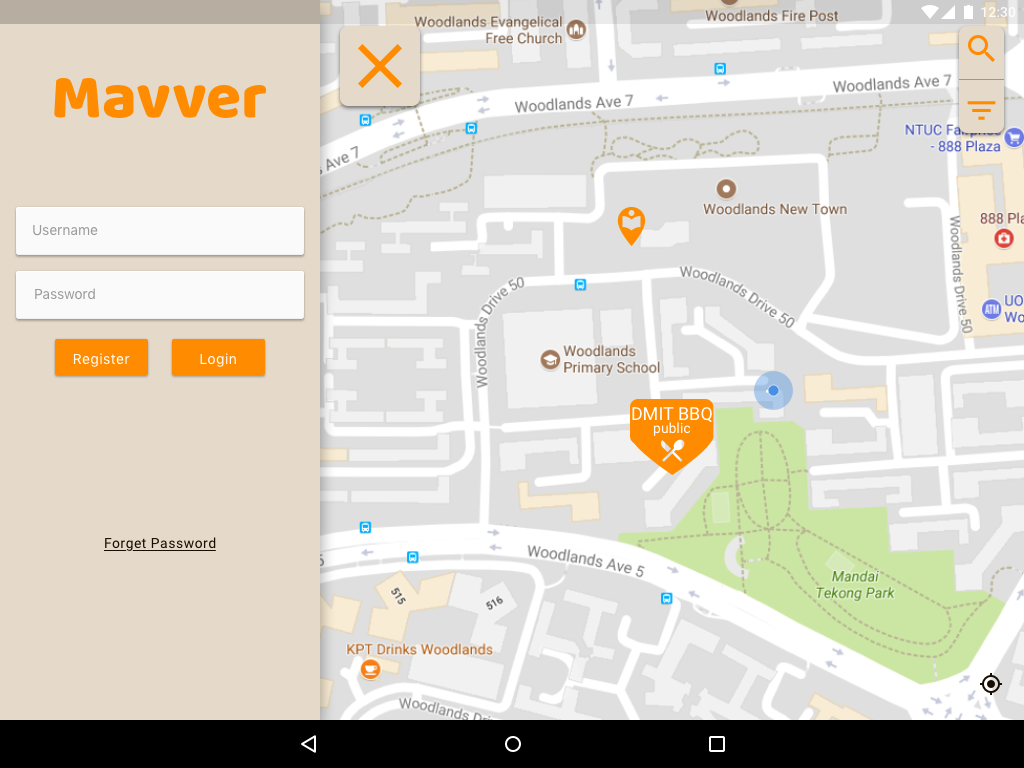 12:30
Mavver
Username
Password
Register
Login
Forget Password
Woodlands Evangelical
Free Church
Woodlands Fire Post
Woodlands Ave 7
Woodlands Ave 7
Ave 7
NTUC Fairprice
- 888 Plaza
Woodlands New Town
888 Pla
Woodlands Drive 50
Woodlands Drive 50
Woodlands Drive 50
ATM
UO
Wo
Woodlands
Primary School
DMIT BBQ
public
Woodlands Ave 5
Mandai
Tekong Park
515
516
KPT Drinks Woodlands
Woodlands Dr